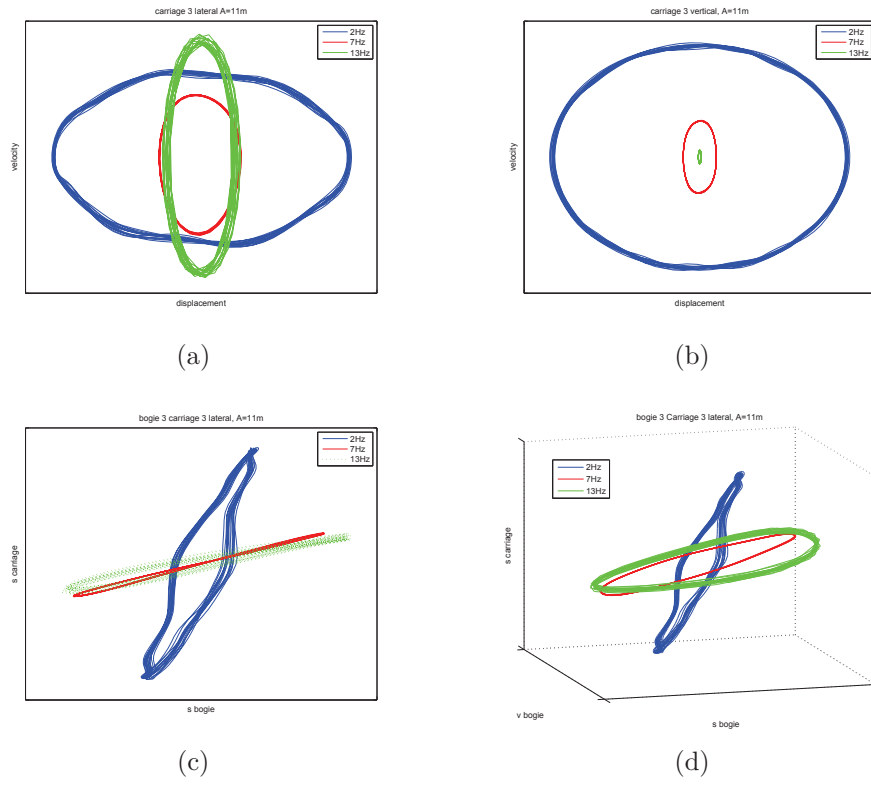 carriage 3 lateral A=11m
2Hz
7Hz
13Hz
velocity
displacement
(a)
carriage 3 vertical, A=11m
2Hz
7Hz
13Hz
velocity
displacement
(b)
bogie 3 carriage 3 lateral, A=11m
2Hz
7Hz
13Hz
s carriage
s bogie
(c)
bogie 3 Carriage 3 lateral, A=11m
2Hz
7Hz
13Hz
s carriage
v bogie
s bogie
(d)